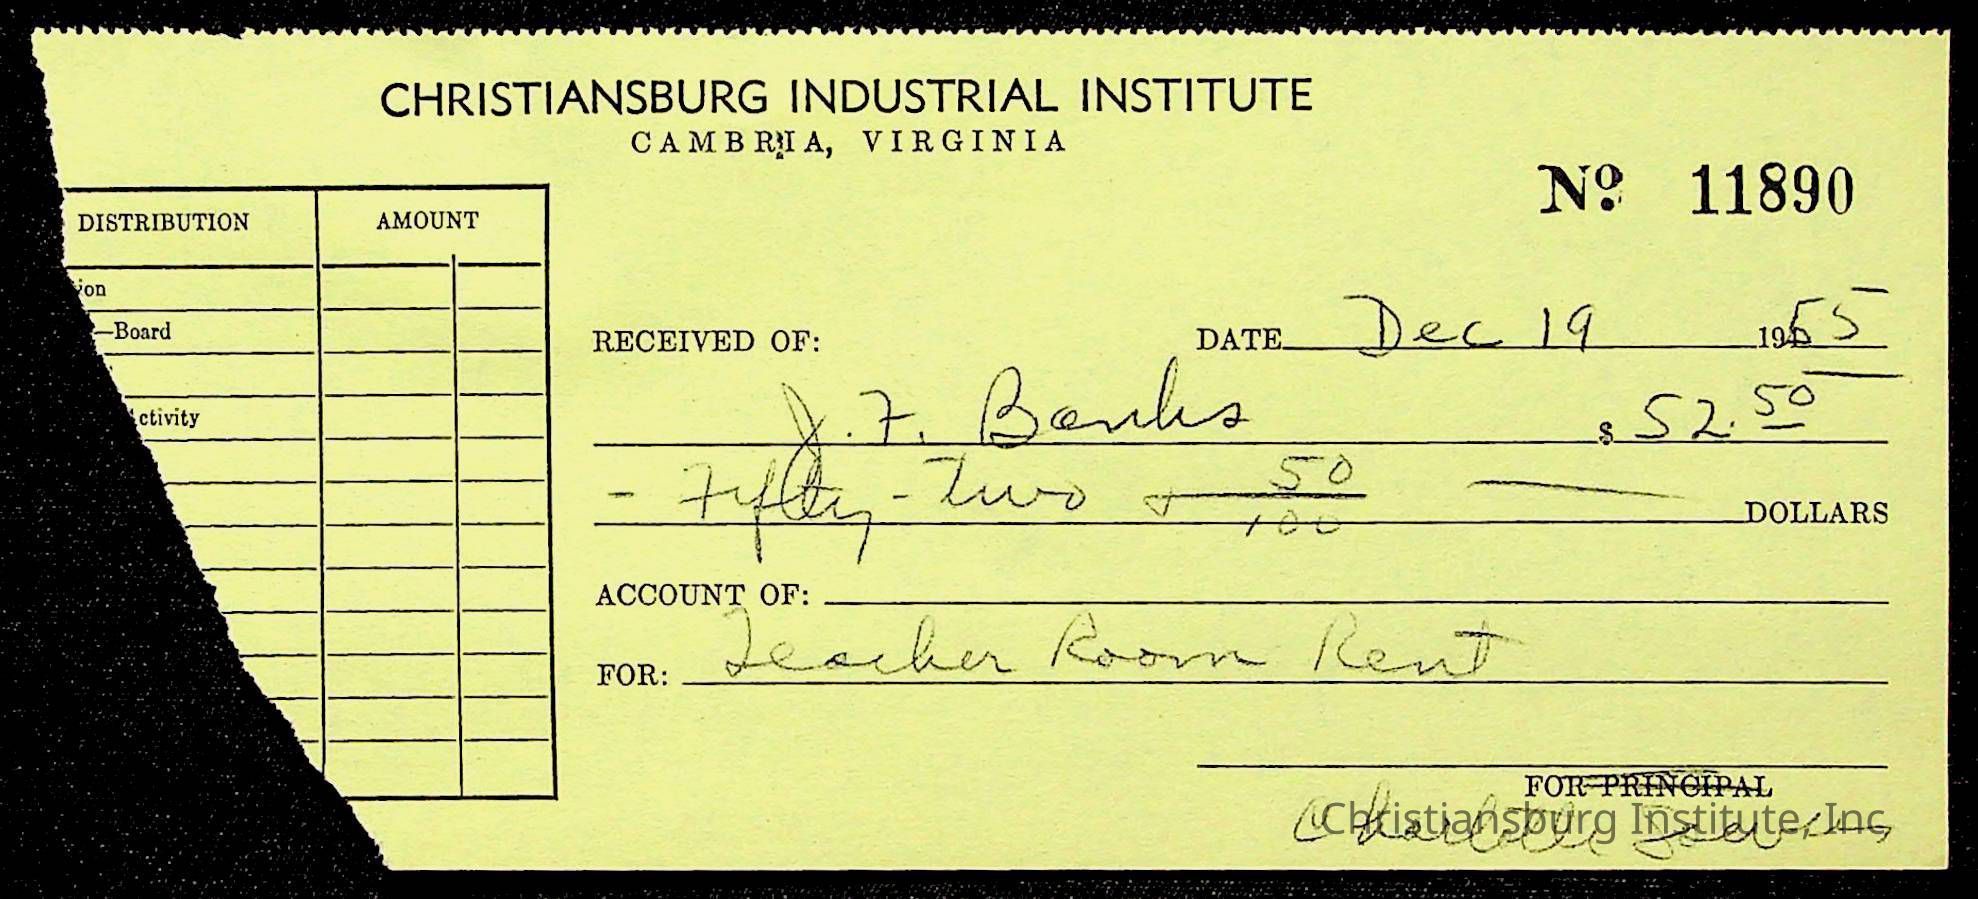 CHRISTIANSBURG INDUSTRIAL INSTITUTE
CAMBRIA, VIRGINIA
Nº 11890
DISTRIBUTION AMOUNT
ion
—Board
ctivity
RECEIVED OF: DATE Dec 19 1955
J. F. Banks $ 52.50
- Fifty-two & 50/100 — DOLLARS
ACCOUNT OF:
FOR: Teacher Room Rent
FOR PRINCIPAL
Christiansburg Institute, Inc